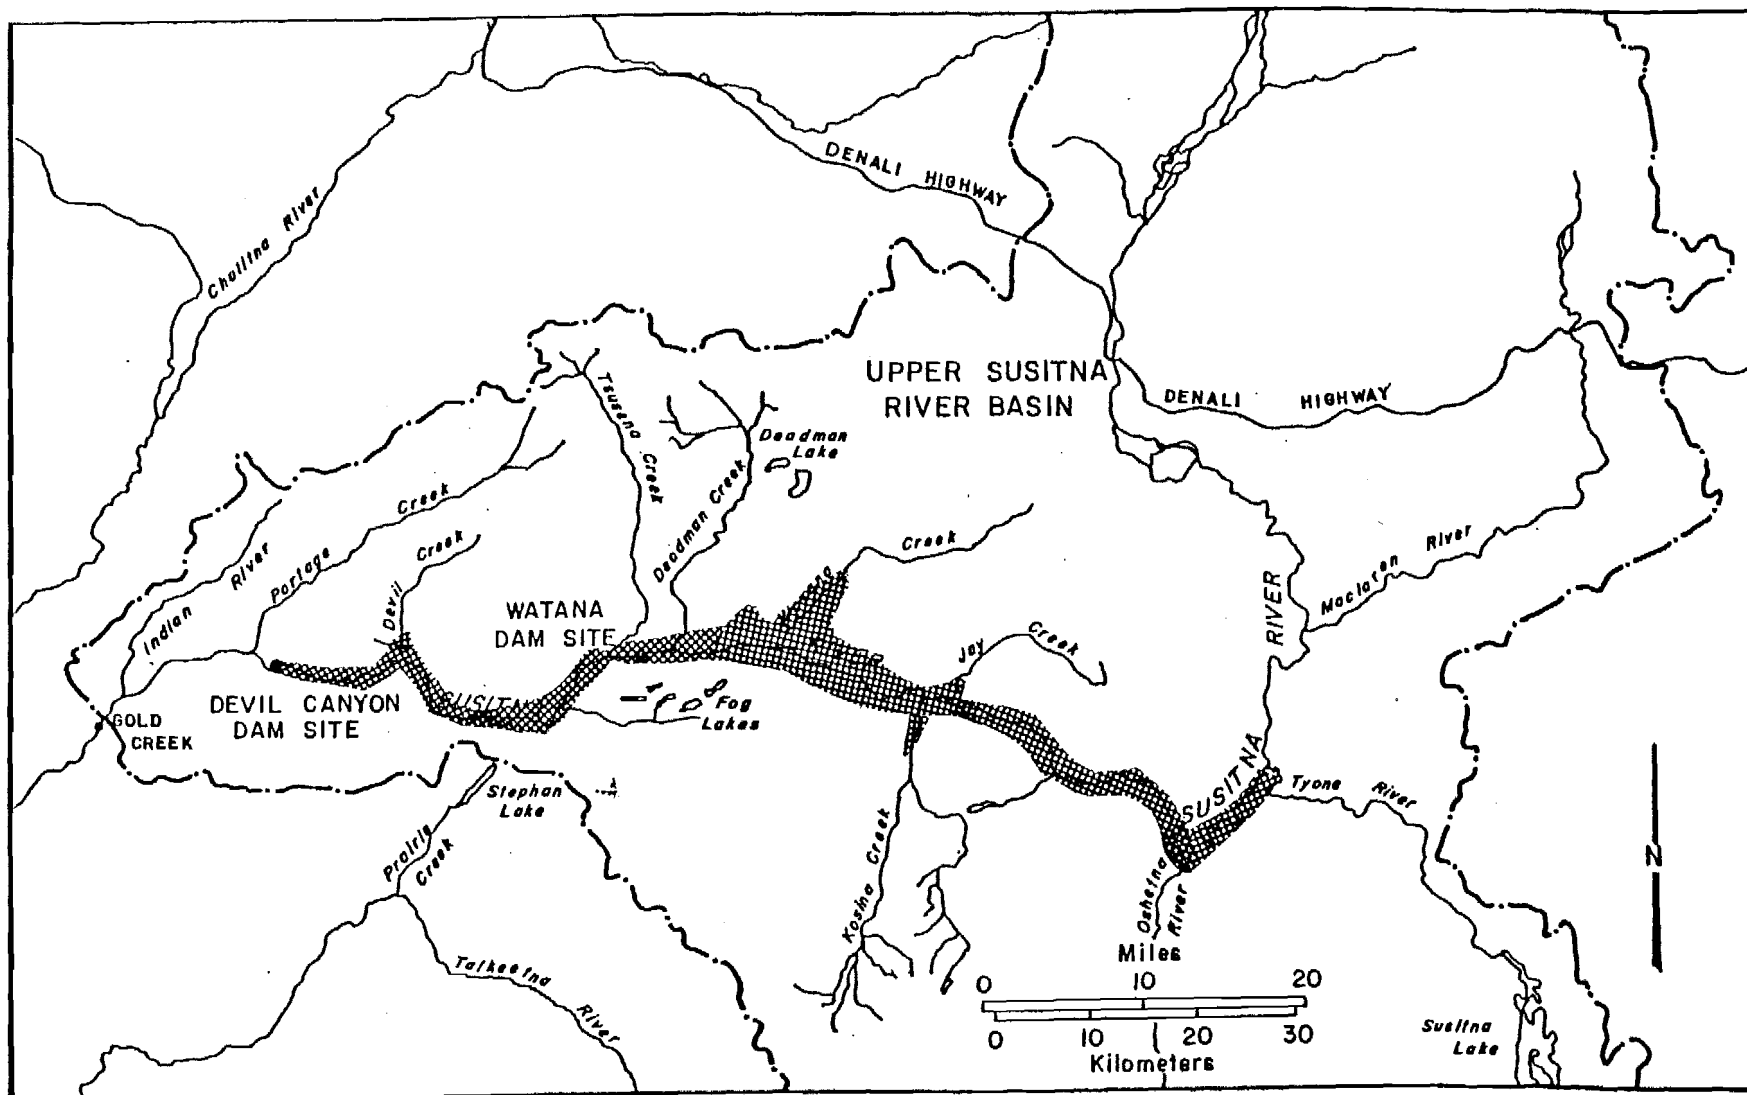 DENALI HIGHWAY
Chulitna River
UPPER SUSITNA
RIVER BASIN
DENALI HIGHWAY
Tsusena Creek
Deadman
Lake
Deadman Creek
Portage Creek
Devil Creek
Indian River
Creek
Maclaren River
WATANA
DAM SITE
Jay Creek
RIVER
SUSITNA
DEVIL CANYON
DAM SITE
GOLD
CREEK
Fog
Lakes
Stephan
Lake
Prairie
Creek
Tyone River
Kosina Creek
Oshetna
River
Talkeetna River
Susitna
Lake
N
Miles
0 10 20
0 10 20 30
Kilometers